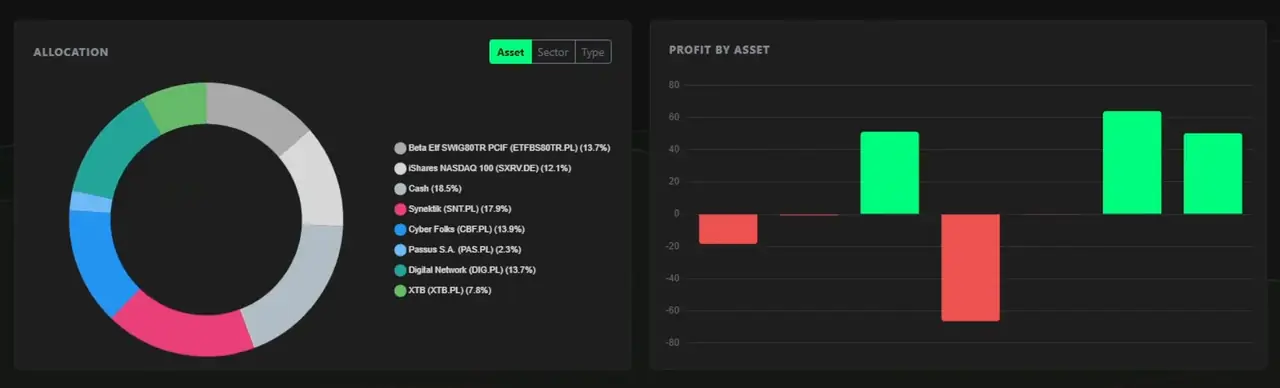 ALLOCATION
Asset Sector Type
Beta Etf SWIG80TR PCIF (ETFBS80TR.PL) (13.7%)
iShares NASDAQ 100 (SXRV.DE) (12.1%)
Cash (18.5%)
Synektik (SNT.PL) (17.9%)
Cyber Folks (CBF.PL) (13.9%)
Passus S.A. (PAS.PL) (2.3%)
Digital Network (DIG.PL) (13.7%)
XTB (XTB.PL) (7.8%)
PROFIT BY ASSET
80
60
40
20
0
-20
-40
-60
-80